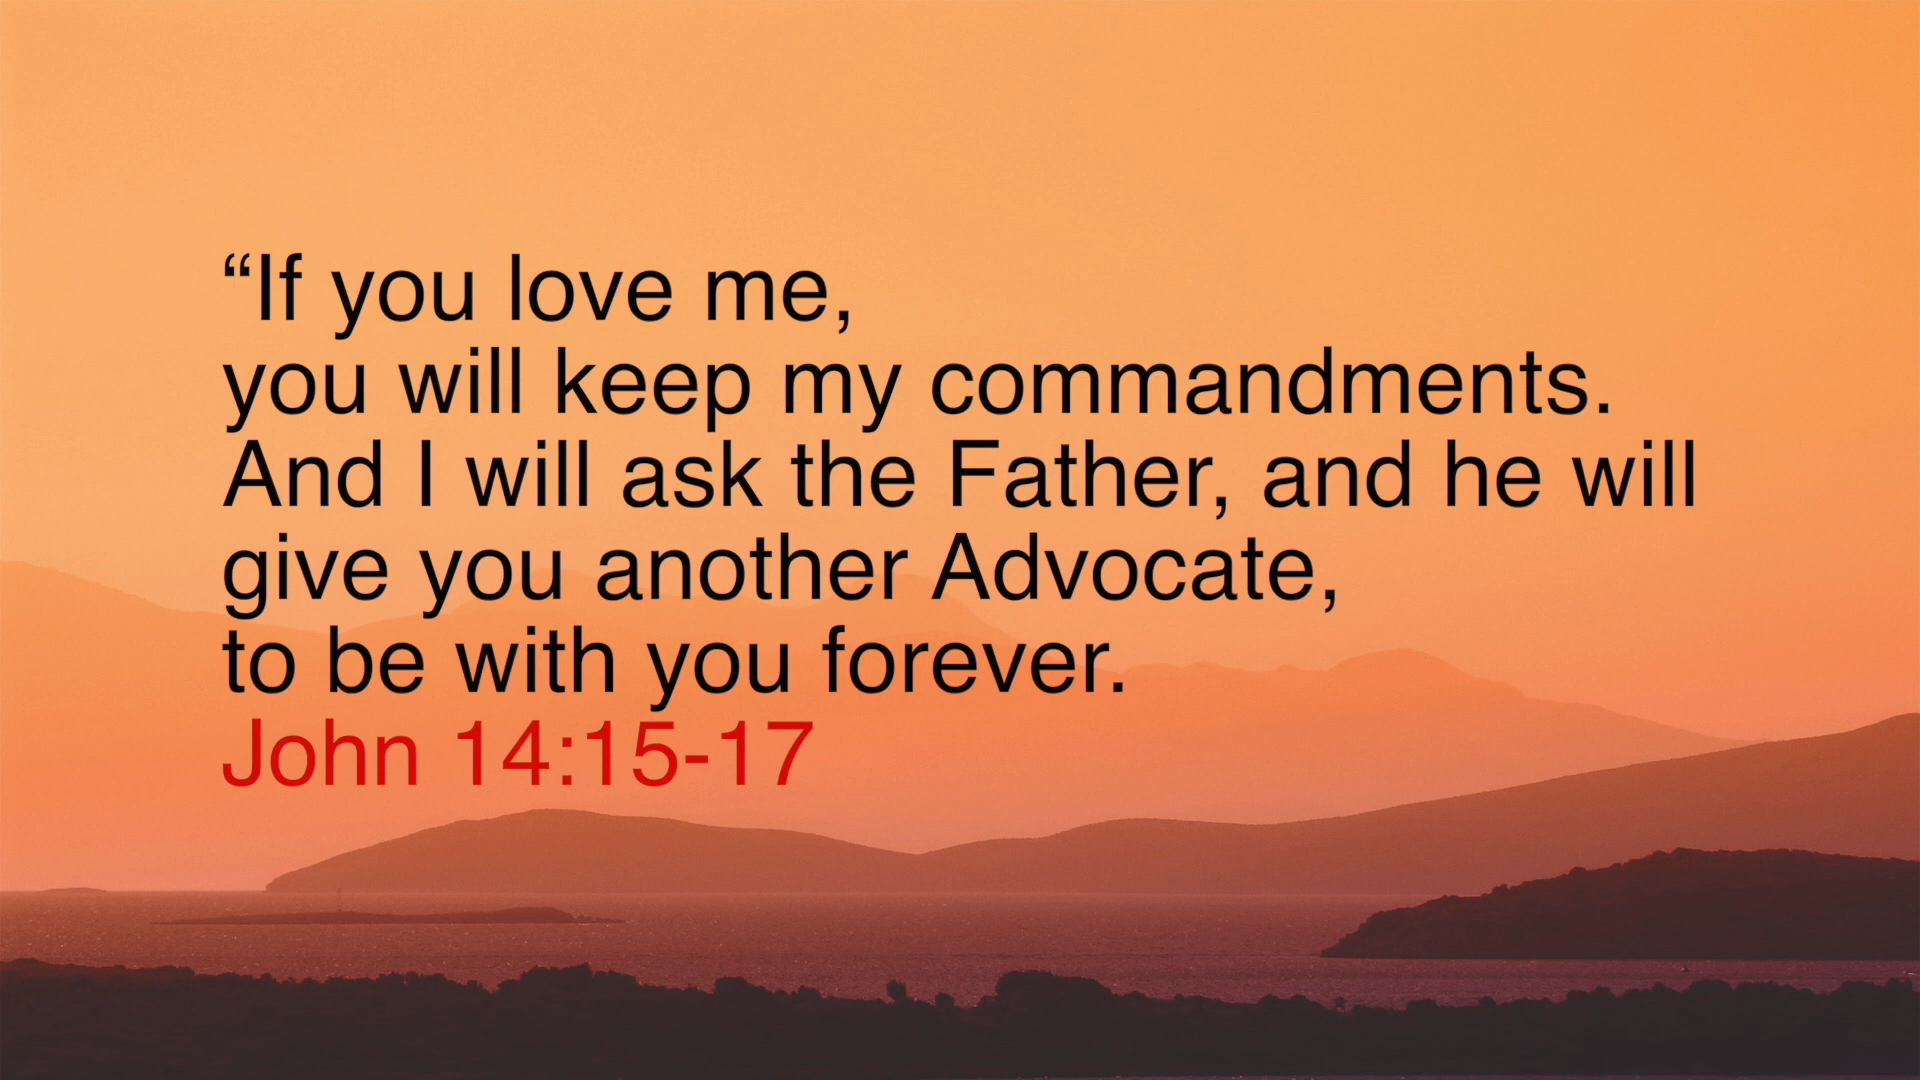 “If you love me,
you will keep my commandments.
And I will ask the Father, and he will
give you another Advocate,
to be with you forever.
John 14:15-17